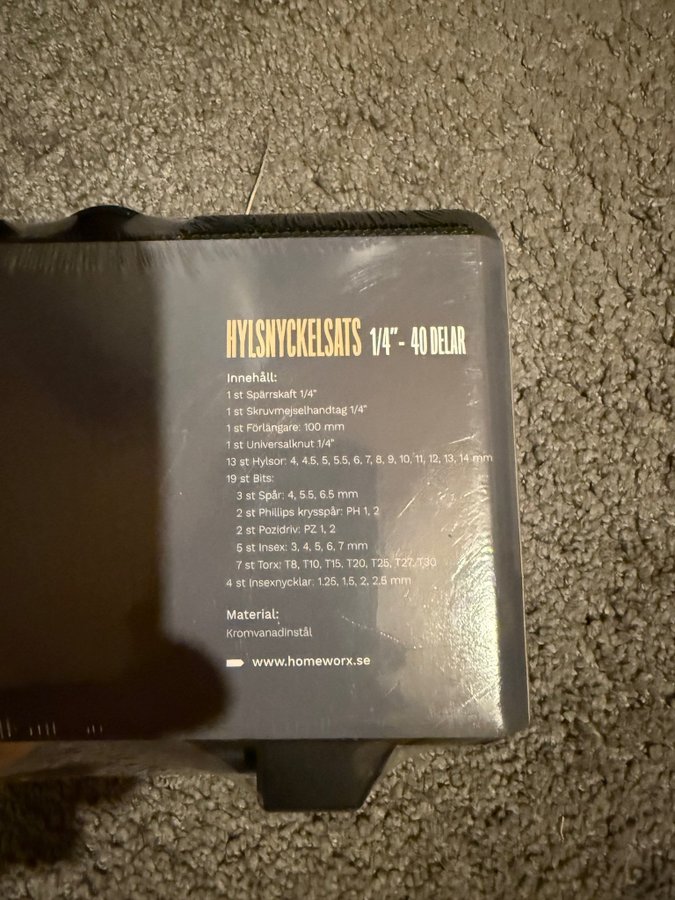 HYLSNYCKELSATS 1/4" - 40 DELAR
Innehåll:
1 st Spärrskaft 1/4"
1 st Skruvmejselhandtag 1/4"
1 st Förlängare: 100 mm
1 st Universalknut 1/4"
13 st Hylsor: 4, 4.5, 5, 5.5, 6, 7, 8, 9, 10, 11, 12, 13, 14 mm
19 st Bits:
3 st Spår: 4, 5.5, 6.5 mm
2 st Phillips krysspår: PH 1, 2
2 st Pozidriv: PZ 1, 2
5 st Insex: 3, 4, 5, 6, 7 mm
7 st Torx: T8, T10, T15, T20, T25, T27, T30
4 st Insexnycklar: 1.25, 1.5, 2, 2.5 mm
Material:
Kromvanadinstål
www.homeworx.se